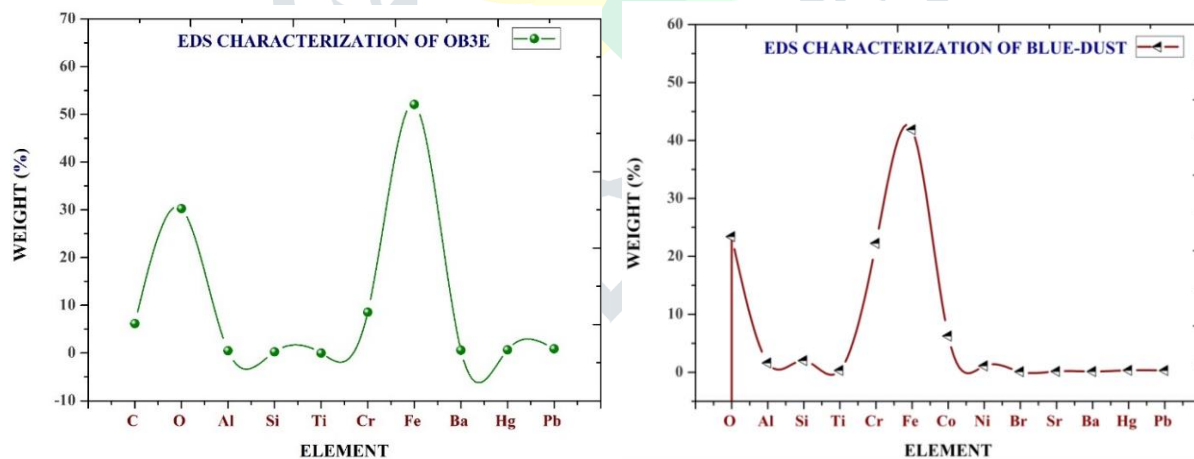 EDS CHARACTERIZATION OF OB3E
70
60
50
40
30
20
10
0
-10
WEIGHT (%)
C O Al Si Ti Cr Fe Ba Hg Pb
ELEMENT
EDS CHARACTERIZATION OF BLUE-DUST
60
50
40
30
20
10
0
WEIGHT (%)
O Al Si Ti Cr Fe Co Ni Br Sr Ba Hg Pb
ELEMENT